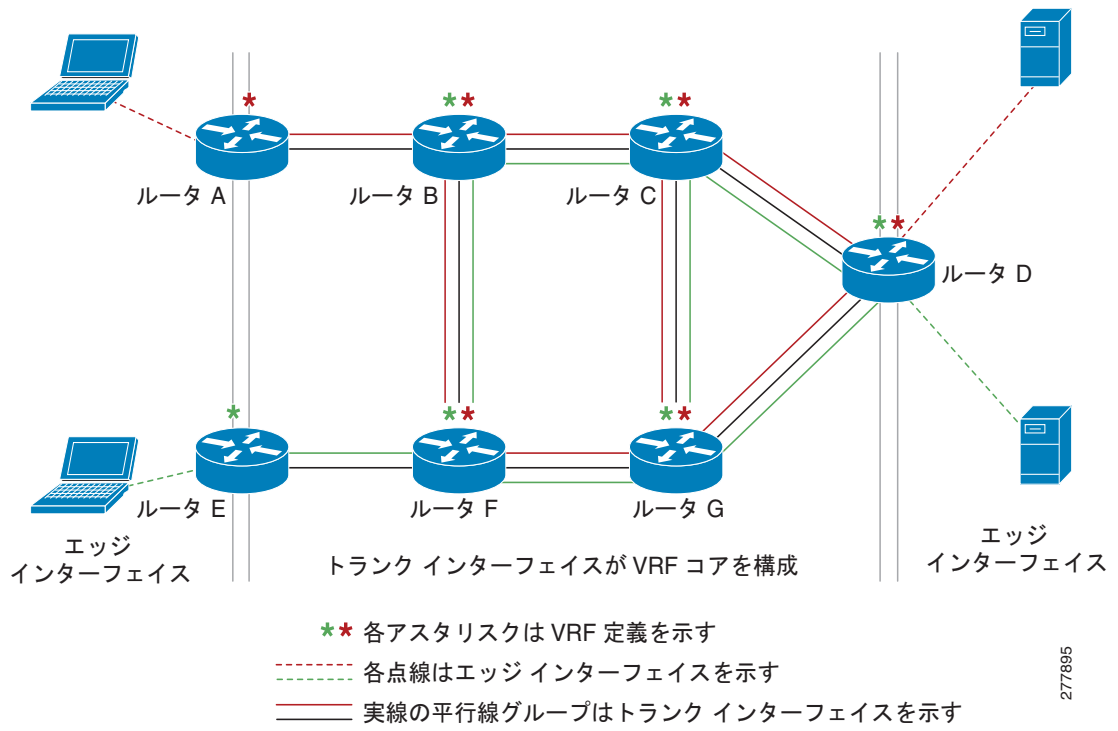 * * * * *
ルータ A
ルータ B
ルータ C
* *
ルータ D
* * * * *
ルータ E
ルータ F
ルータ G
エッジ
インターフェイス
トランク インターフェイスが VRF コアを構成
エッジ
インターフェイス
** 各アスタリスクは VRF 定義を示す
各点線はエッジ インターフェイスを示す
実線の平行線グループはトランク インターフェイスを示す
277895